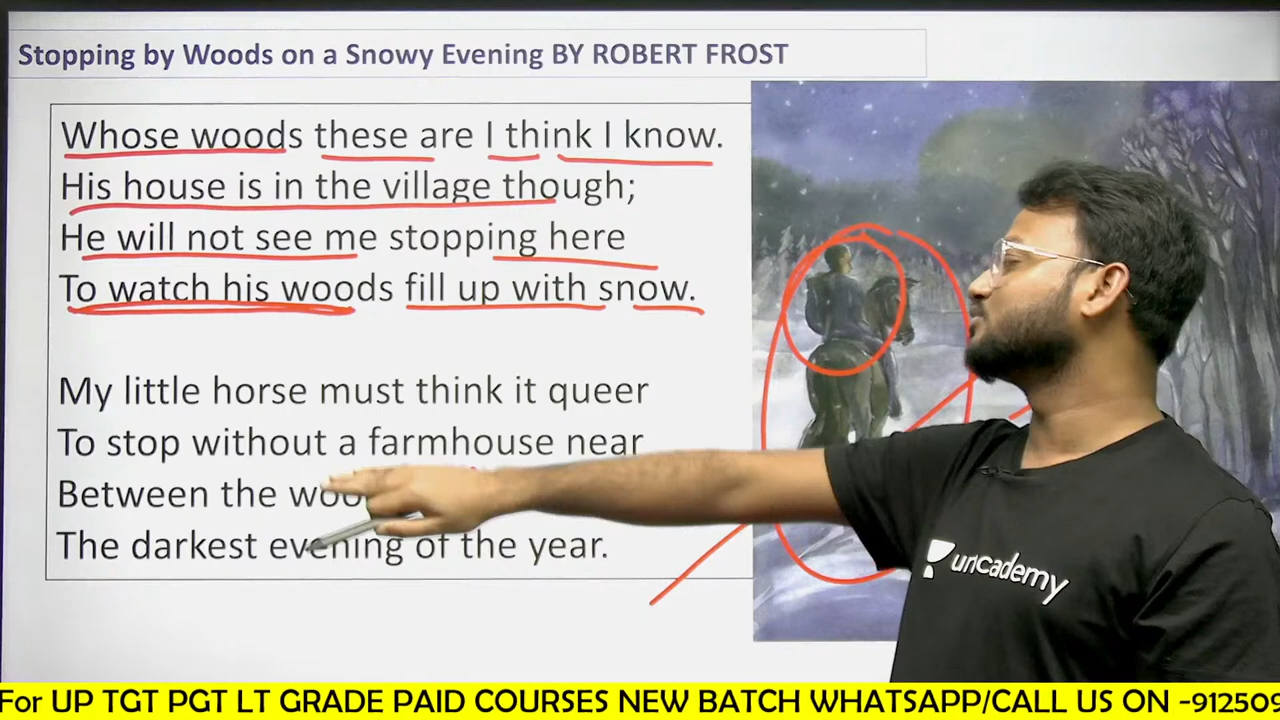 Stopping by Woods on a Snowy Evening BY ROBERT FROST
Whose woods these are I think I know.
His house is in the village though;
He will not see me stopping here
To watch his woods fill up with snow.
My little horse must think it queer
To stop without a farmhouse near
Between the
The darkest evening of the year.
unacademy
For UP TGT PGT LT GRADE PAID COURSES NEW BATCH WHATSAPP/CALL US ON -912509